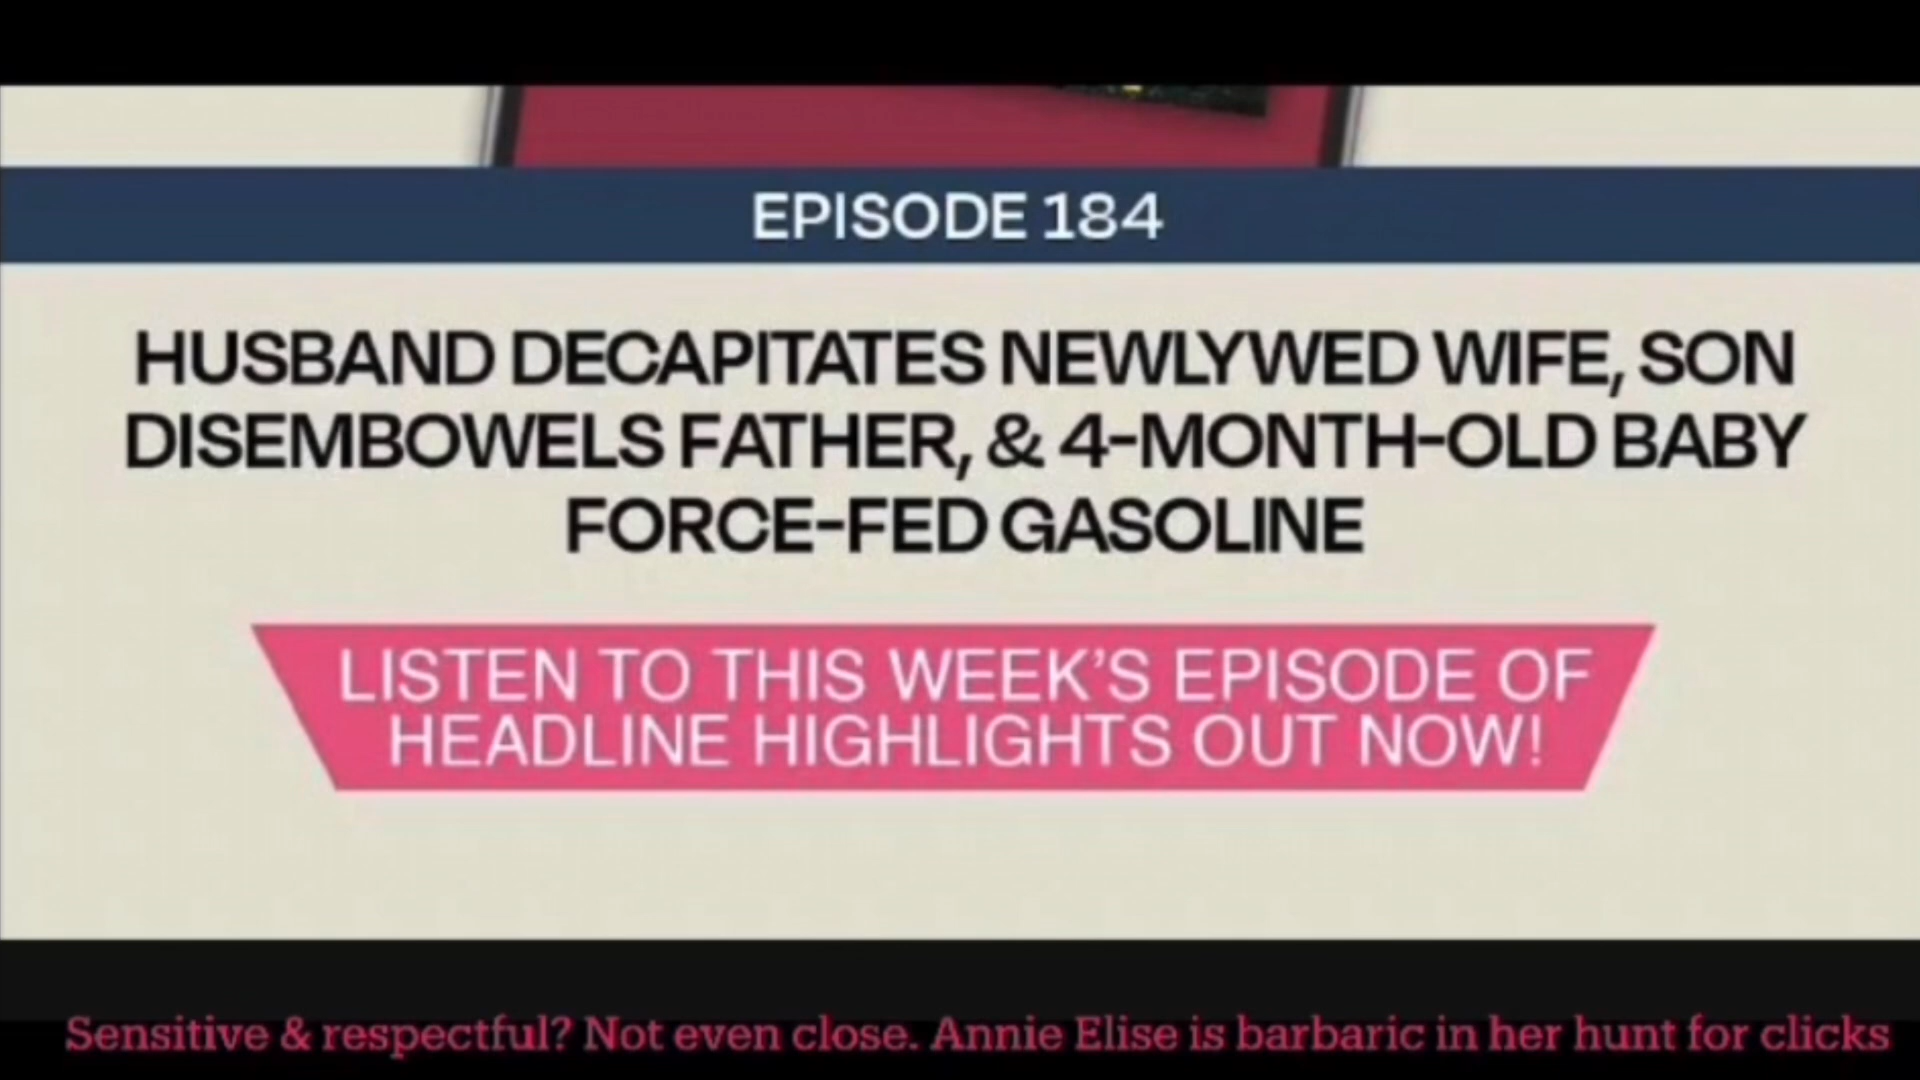 EPISODE 184
HUSBAND DECAPITATES NEWLYWED WIFE, SON
DISEMBOWELS FATHER, & 4-MONTH-OLD BABY
FORCE-FED GASOLINE
LISTEN TO THIS WEEK'S EPISODE OF
HEADLINE HIGHLIGHTS OUT NOW!
Sensitive & respectful? Not even close. Annie Elise is barbaric in her hunt for clicks